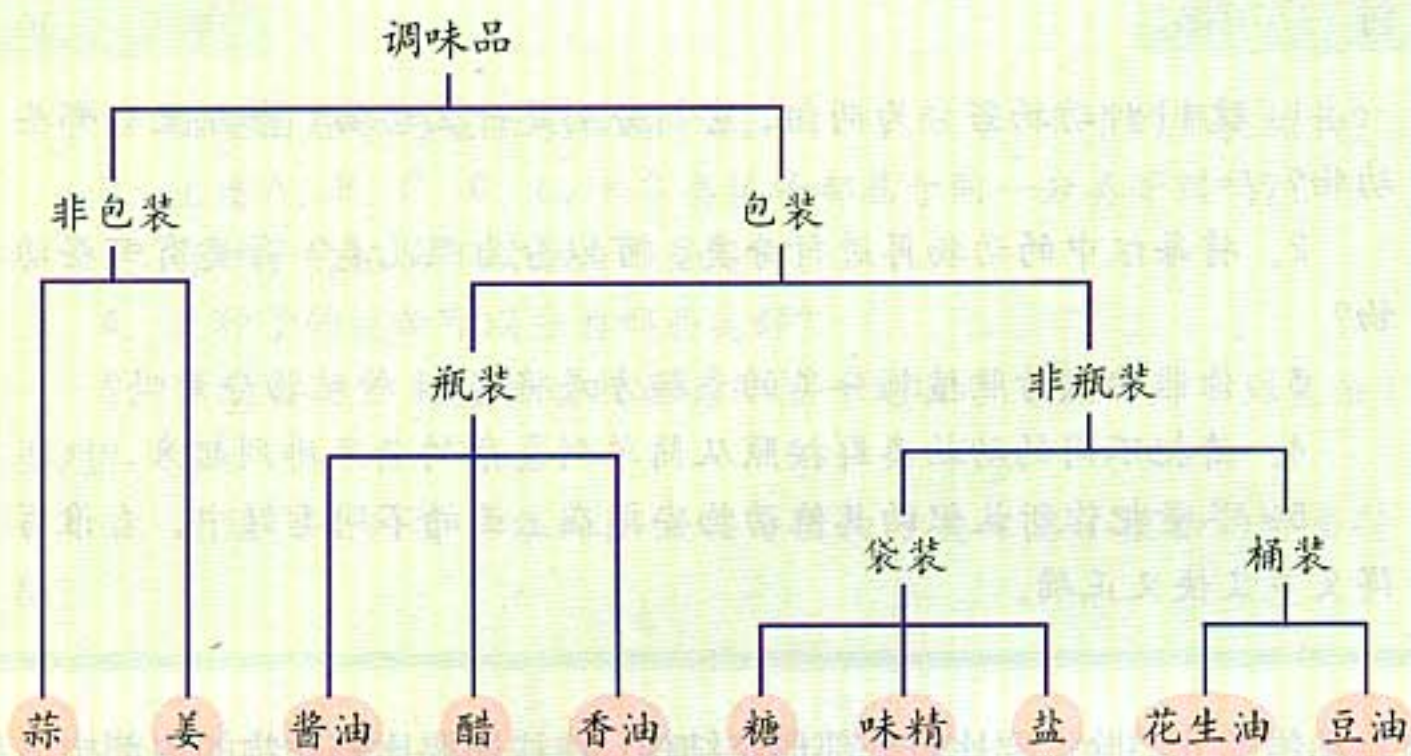 调味品
非包装 包装
瓶装 非瓶装
袋装 桶装
蒜 姜 酱油 醋 香油 糖 味精 盐 花生油 豆油